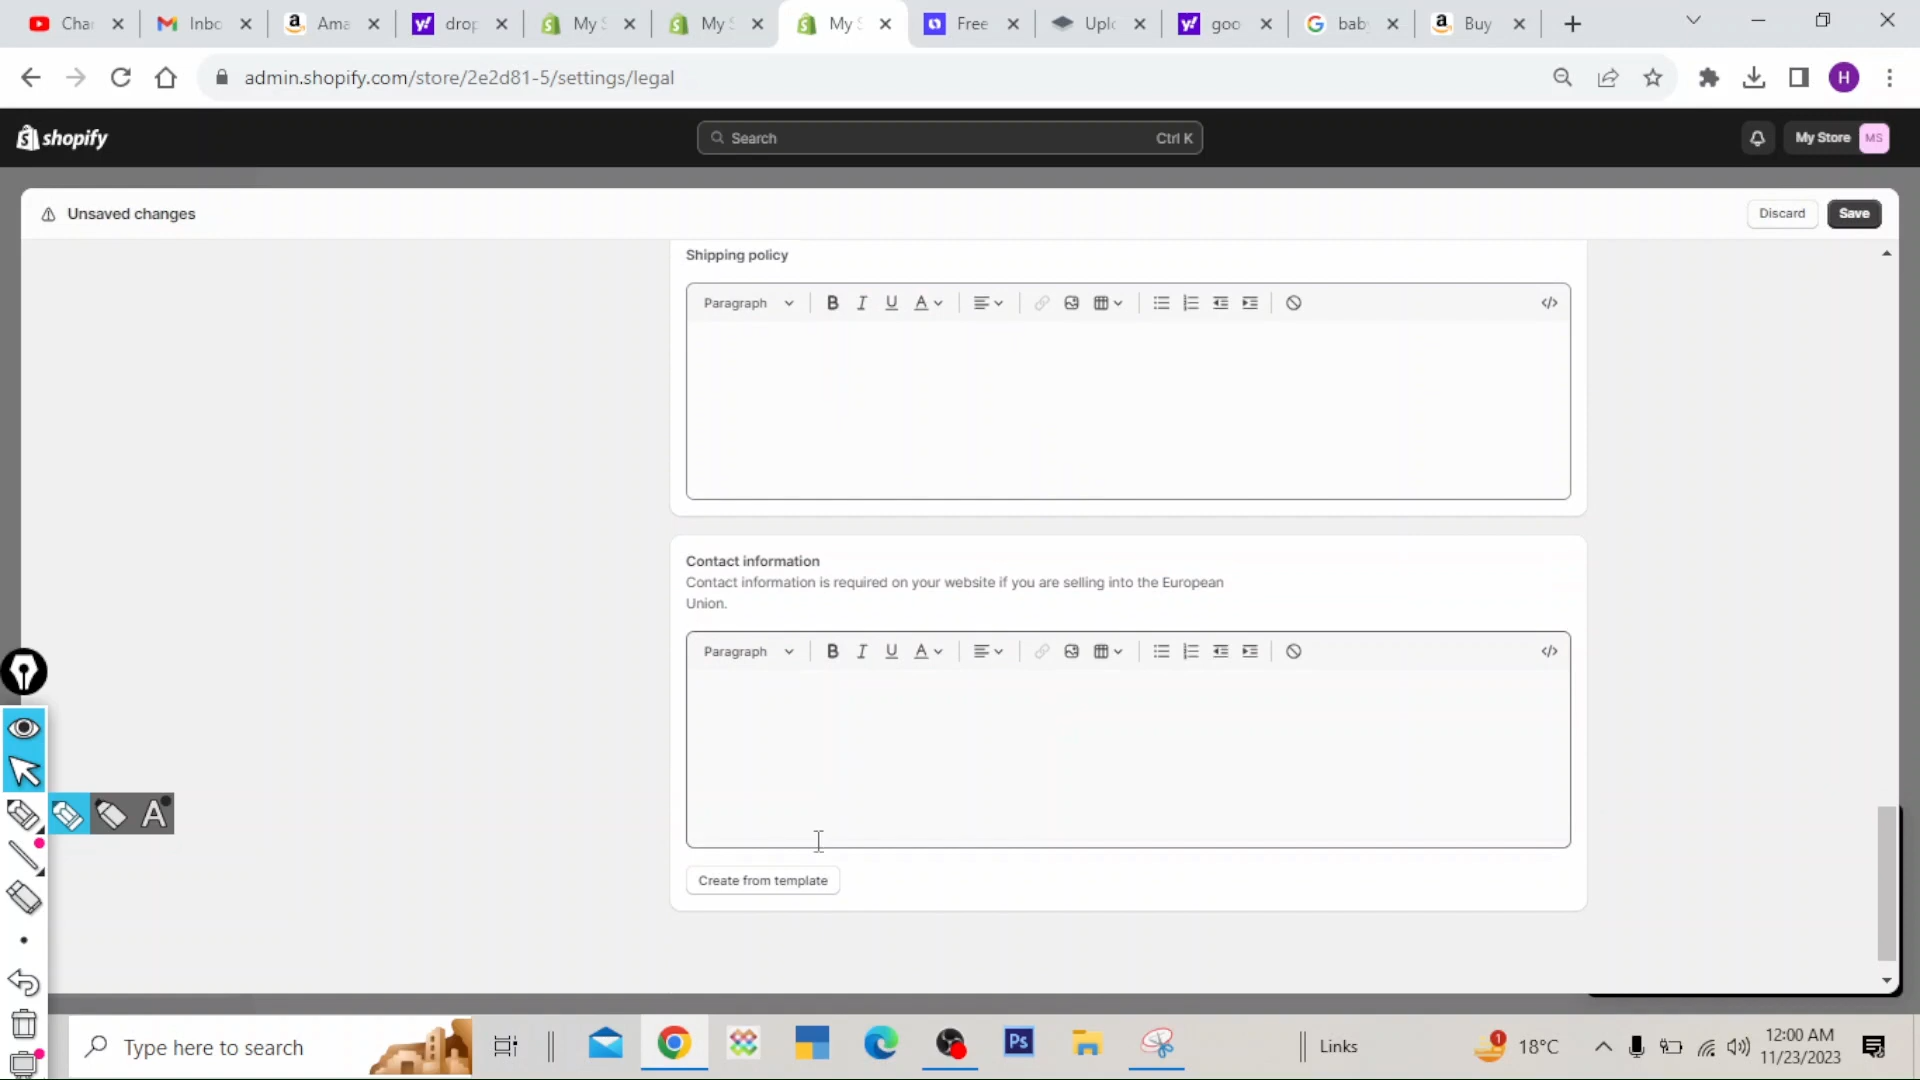 Cha
Inbo
Ama
drop
My S
My S
My S
Free
Uplo
goo
bab
Buy
admin.shopify.com/store/2e2d81-5/settings/legal
H
shopify
Search
Ctrl K
My Store
MS
Unsaved changes
Discard
Save
Shipping policy
Paragraph
Contact information
Contact information is required on your website if you are selling into the European
Union.
Paragraph
Create from template
Type here to search
Ps
Links
1
18°C
12:00 AM
11/23/2023